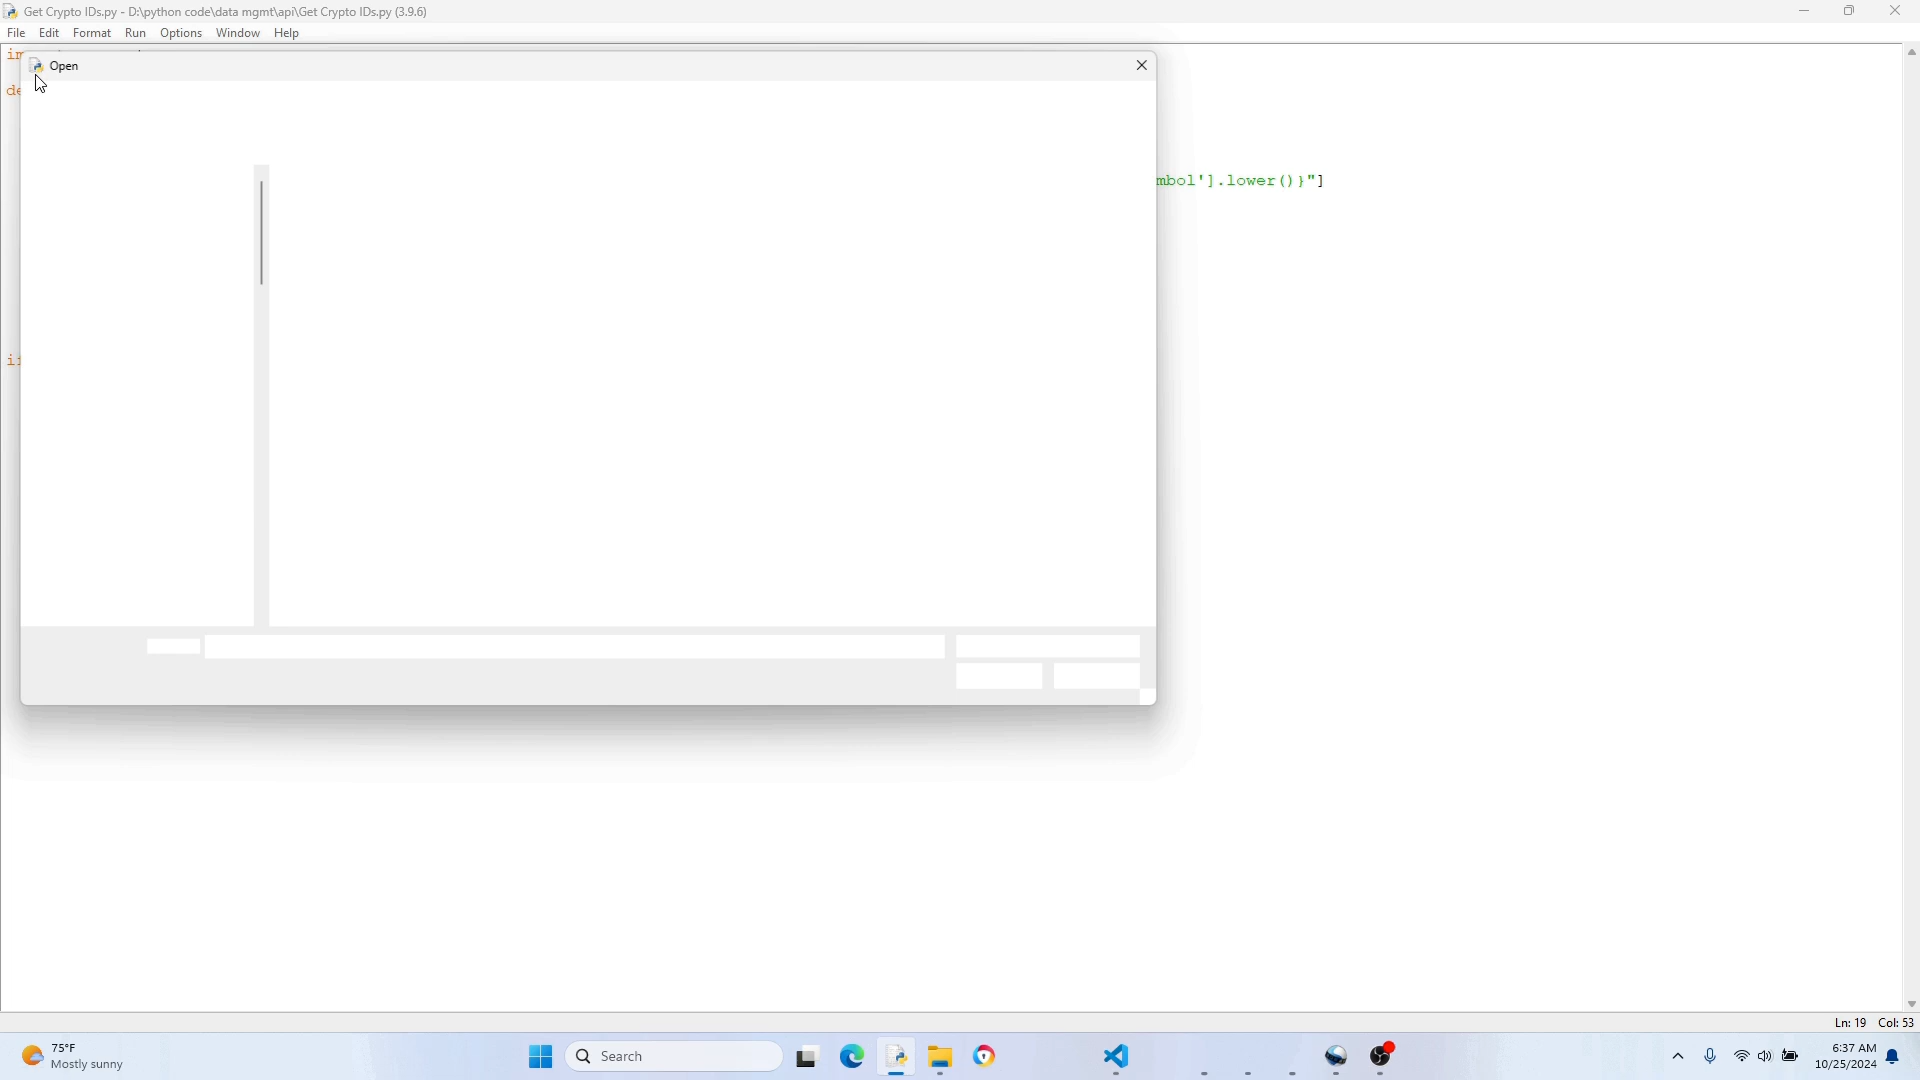 Get Crypto IDs.py - D:\python code\data mgmt\api\Get Crypto IDs.py (3.9.6)
File Edit Format Run Options Window Help
Open
mbol'].lower()}"]
Ln: 19 Col: 53
75°F
Mostly sunny
Search
6:37 AM
10/25/2024